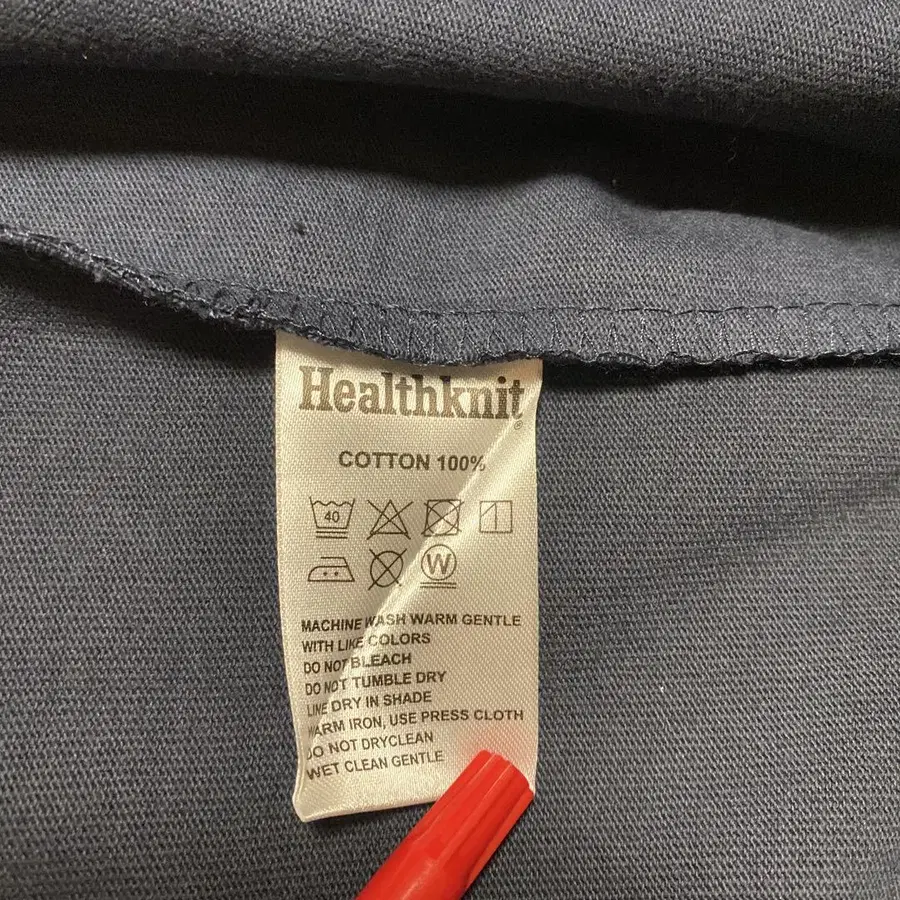 Healthknit®
COTTON 100%
40
W
MACHINE WASH WARM GENTLE
WITH LIKE COLORS
DO NOT BLEACH
DO NOT TUMBLE DRY
LINE DRY IN SHADE
WARM IRON, USE PRESS CLOTH
DO NOT DRYCLEAN
WET CLEAN GENTLE